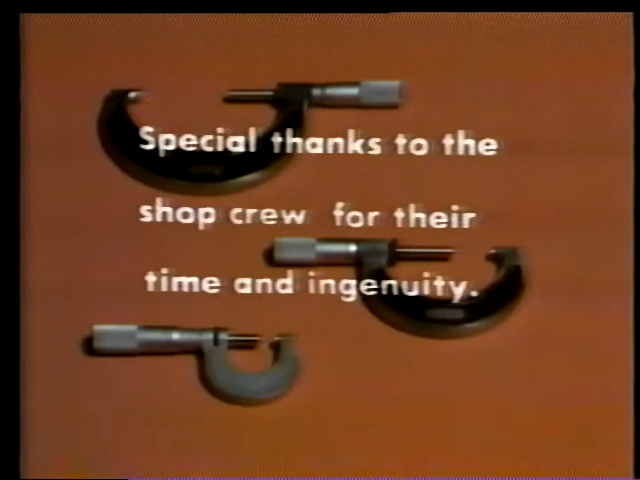 Special thanks to the
shop crew for their
time and ingenuity.